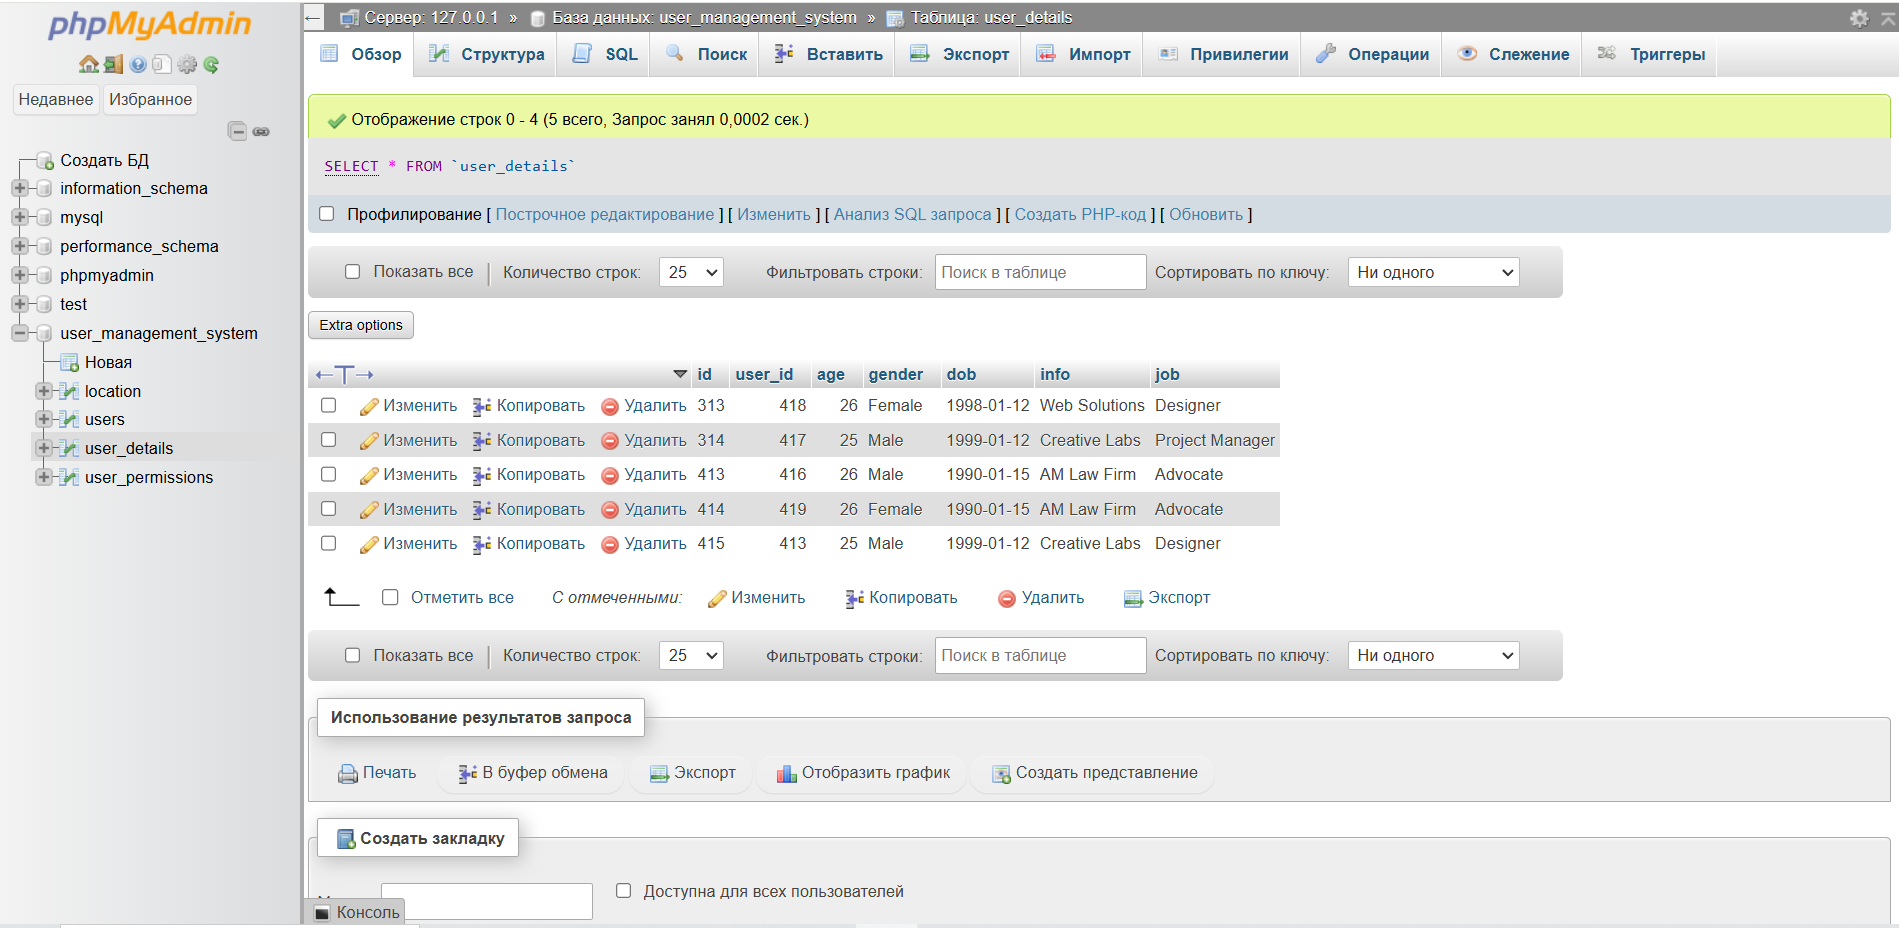 phpMyAdmin
Недавнее Избранное
Создать БД
information_schema
mysql
performance_schema
phpmyadmin
test
user_management_system
Новая
location
users
user_details
user_permissions
Сервер: 127.0.0.1 » База данных: user_management_system » Таблица: user_details
Обзор Структура SQL Поиск Вставить Экспорт Импорт Привилегии Операции Слежение Триггеры
Отображение строк 0 - 4 (5 всего, Запрос занял 0,0002 сек.)
SELECT * FROM `user_details`
Профилирование [ Построчное редактирование ] [ Изменить ] [ Анализ SQL запроса ] [ Создать PHP-код ] [ Обновить ]
Показать все | Количество строк: 25 Фильтровать строки: Поиск в таблице Сортировать по ключу: Ни одного
Extra options
←T→ id user_id age gender dob info job
Изменить Копировать Удалить 313 418 26 Female 1998-01-12 Web Solutions Designer
Изменить Копировать Удалить 314 417 25 Male 1999-01-12 Creative Labs Project Manager
Изменить Копировать Удалить 413 416 26 Male 1990-01-15 AM Law Firm Advocate
Изменить Копировать Удалить 414 419 26 Female 1990-01-15 AM Law Firm Advocate
Изменить Копировать Удалить 415 413 25 Male 1999-01-12 Creative Labs Designer
Отметить все С отмеченными: Изменить Копировать Удалить Экспорт
Показать все | Количество строк: 25 Фильтровать строки: Поиск в таблице Сортировать по ключу: Ни одного
Использование результатов запроса
Печать В буфер обмена Экспорт Отобразить график Создать представление
Создать закладку
Доступна для всех пользователей
Консоль